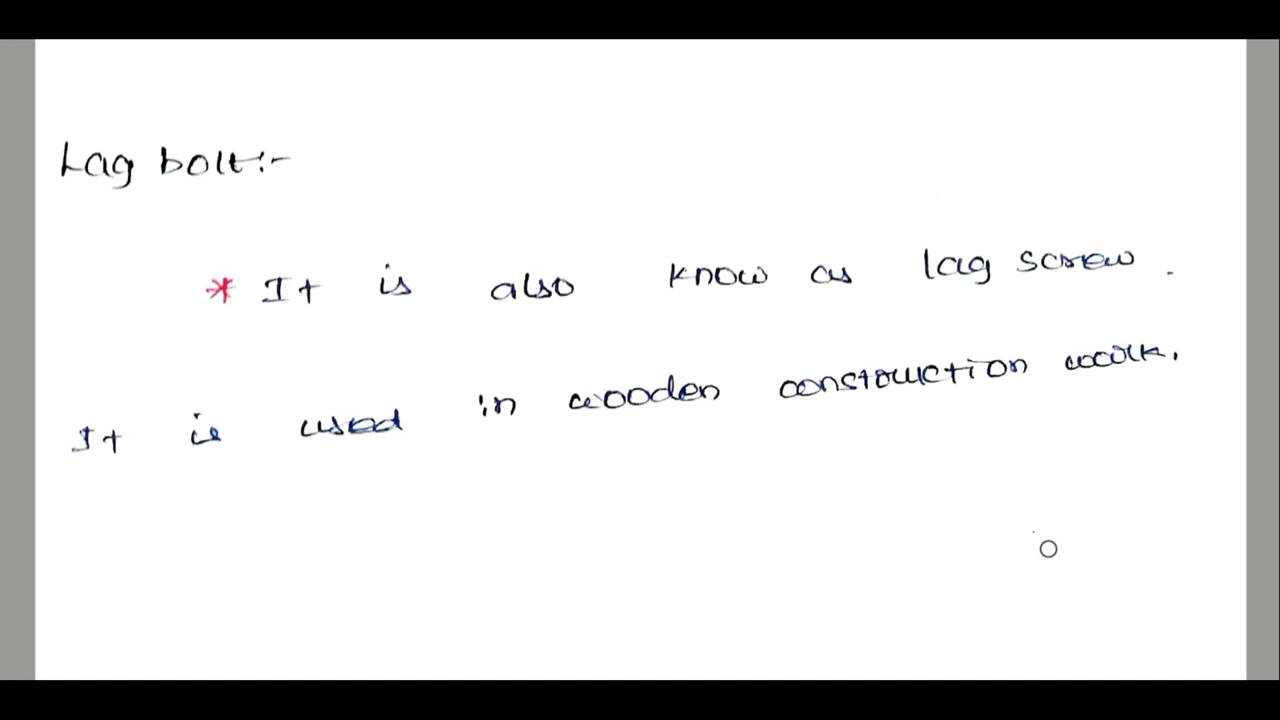 Lag bolt:-
* It is also know as lag screw.
It is used in wooden construction work.